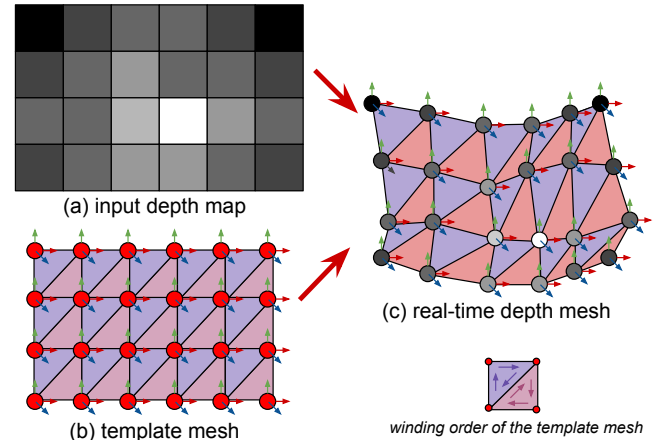 (a) input depth map
(b) template mesh
(c) real-time depth mesh
winding order of the template mesh